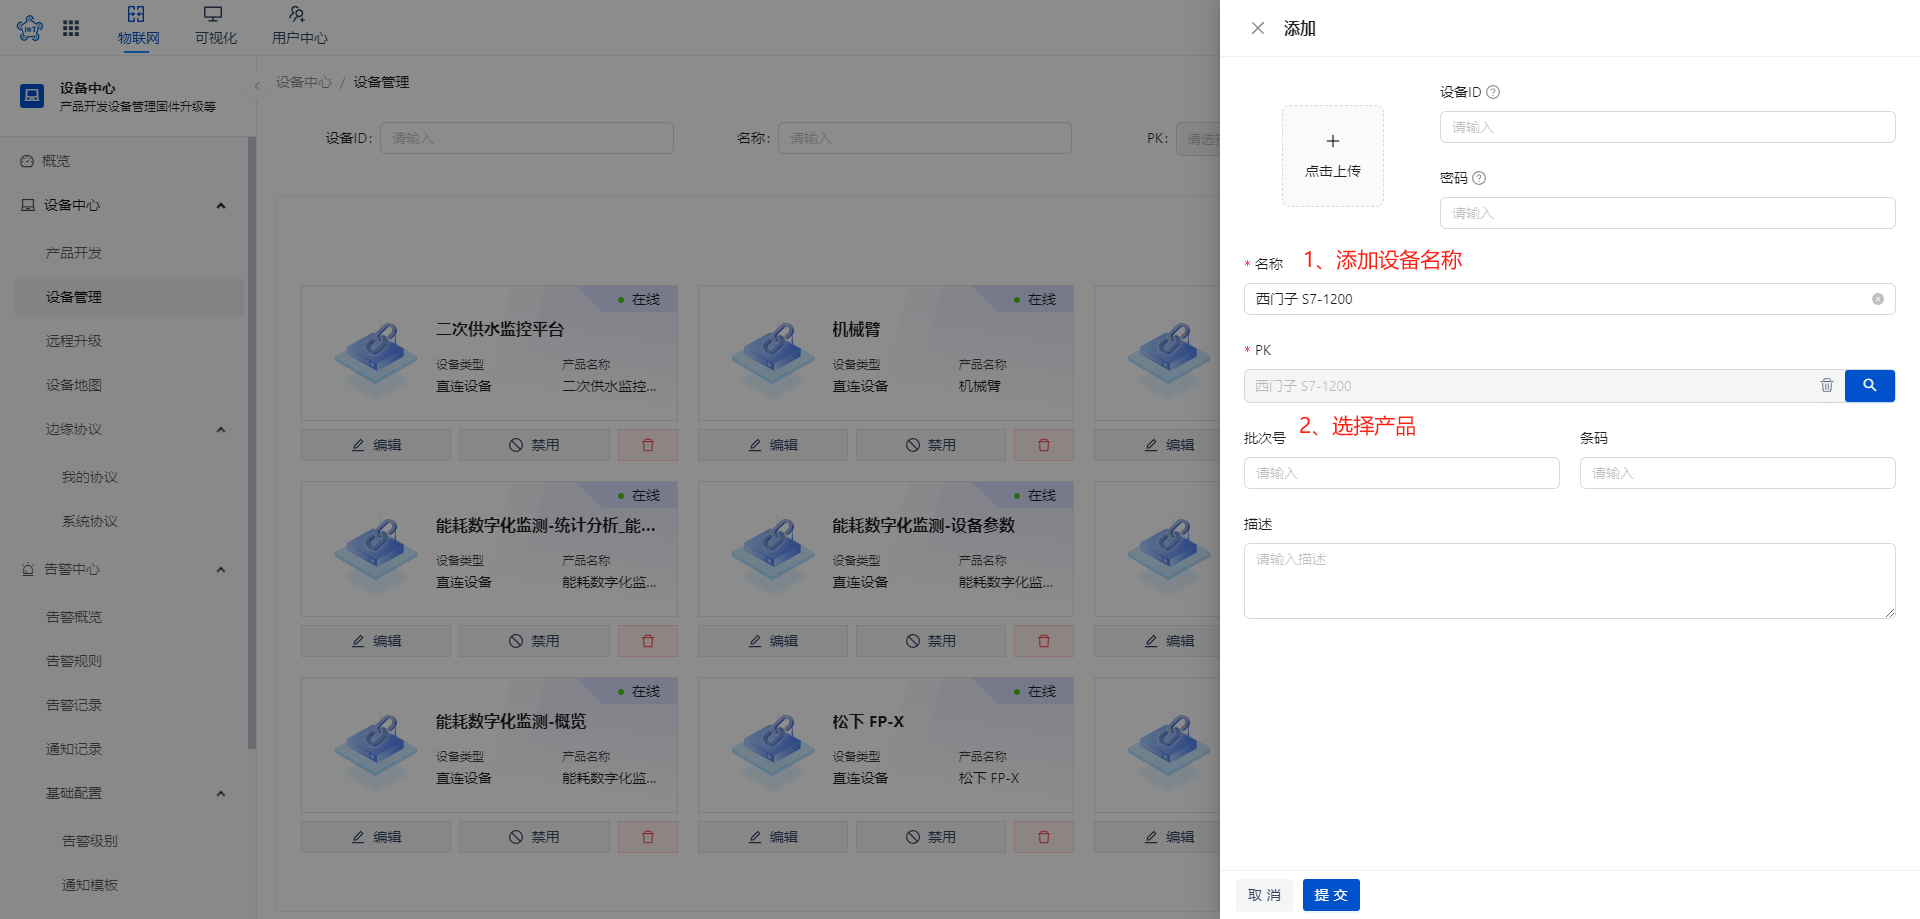 IoT
物联网
可视化
用户中心
设备中心
产品开发设备管理固件升级等
概览
设备中心
产品开发
设备管理
远程升级
设备地图
边缘协议
我的协议
系统协议
告警中心
告警概览
告警规则
告警记录
通知记录
基础配置
告警级别
通知模板
设备中心 / 设备管理
设备ID: 请输入 名称: 请输入 PK:
在线
二次供水监控平台
设备类型 产品名称
直连设备 二次供水监控...
编辑 禁用
在线
机械臂
设备类型 产品名称
直连设备 机械臂
编辑 禁用
编辑
在线
能耗数字化监测-统计分析_能...
设备类型 产品名称
直连设备 能耗数字化监...
编辑 禁用
在线
能耗数字化监测-设备参数
设备类型 产品名称
直连设备 能耗数字化监...
编辑 禁用
编辑
在线
能耗数字化监测-概览
设备类型 产品名称
直连设备 能耗数字化监...
编辑 禁用
在线
松下 FP-X
设备类型 产品名称
直连设备 松下 FP-X
编辑 禁用
编辑
添加
点击上传
设备ID
请输入
密码
请输入
* 名称 1、添加设备名称
西门子 S7-1200
* PK
西门子 S7-1200
2、选择产品
批次号 条码
请输入 请输入
描述
请输入描述
取 消 提 交